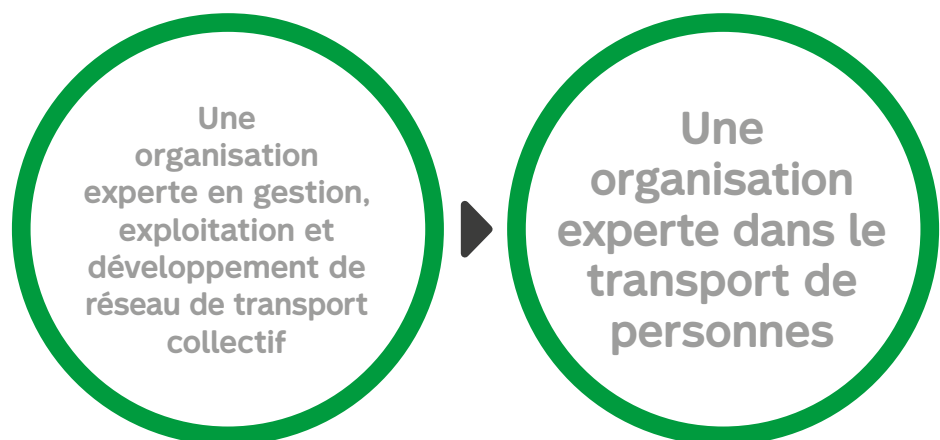 Une
organisation
experte en gestion,
exploitation et
développement de
réseau de transport
collectif
Une
organisation
experte dans le
transport de
personnes